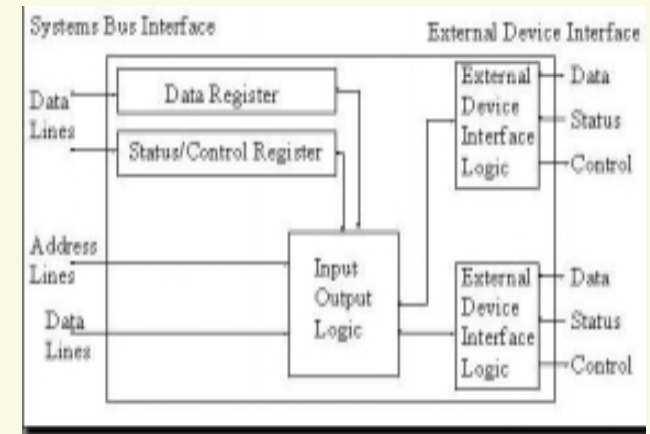 Systems Bus Interface
External Device Interface
Data
Lines
Data Register
Status/Control Register
External
Device
Interface
Logic
Data
Status
Control
Address
Lines
Data
Lines
Input
Output
Logic
External
Device
Interface
Logic
Data
Status
Control